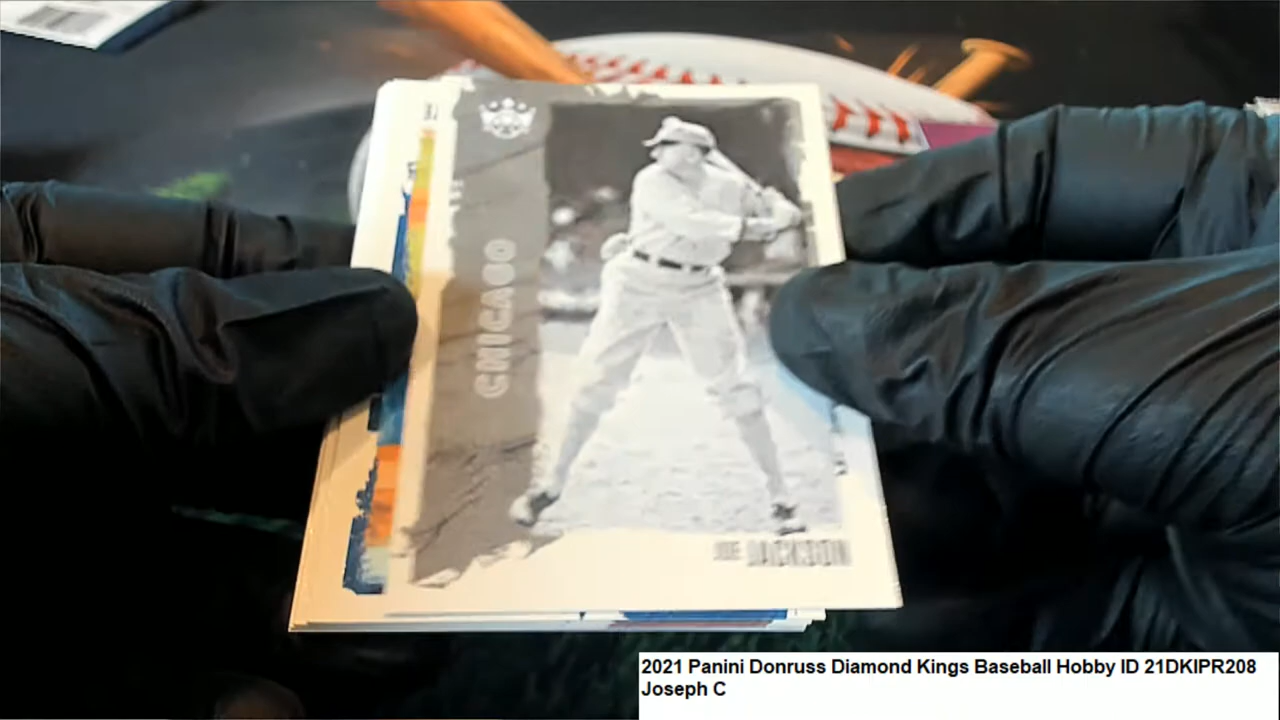 CHICAGO
JOE JACKSON
2021 Panini Donruss Diamond Kings Baseball Hobby ID 21DKIPR208
Joseph C